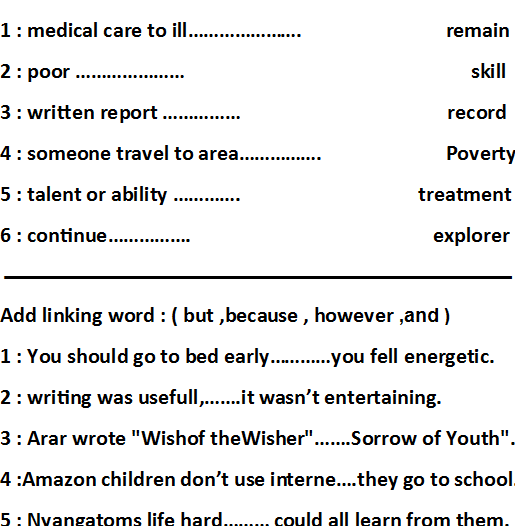 1 : medical care to ill..................... remain
2 : poor ..................... skill
3 : written report ............... record
4 : someone travel to area................ Poverty
5 : talent or ability ............. treatment
6 : continue................ explorer
Add linking word : ( but ,because , however ,and )
1 : You should go to bed early............you fell energetic.
2 : writing was usefull,.......it wasn't entertaining.
3 : Arar wrote "Wishof theWisher".......Sorrow of Youth".
4 :Amazon children don't use interne....they go to school.
5 : Nyangatoms life hard......... could all learn from them.